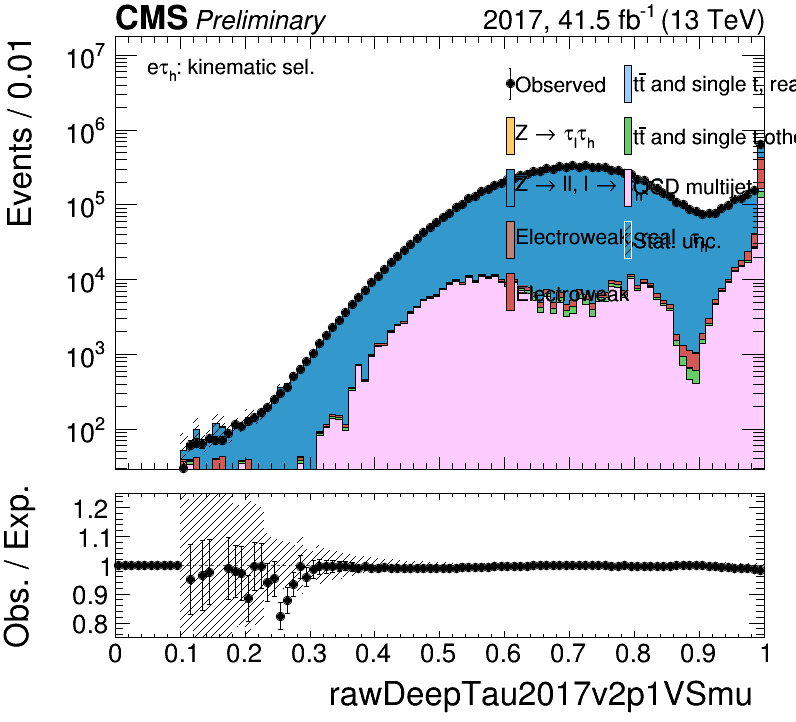 CMS Preliminary 2017, 41.5 fb⁻¹ (13 TeV)
Events / 0.01
eτₕ: kinematic sel.
10⁷
10⁶
10⁵
10⁴
10³
10²
Observed
tt̄ and single t, rea
Z → τₗτₕ
tt̄ and single t othe
Z → ll, l → τₕ
QCD multijet
Electroweak real τₕ
Stat. unc.
Electroweak
Obs. / Exp.
1.2
1.1
1
0.9
0.8
0 0.1 0.2 0.3 0.4 0.5 0.6 0.7 0.8 0.9 1
rawDeepTau2017v2p1VSmu